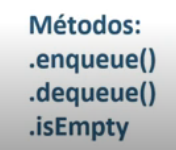 Métodos:
.enqueue()
.dequeue()
.isEmpty